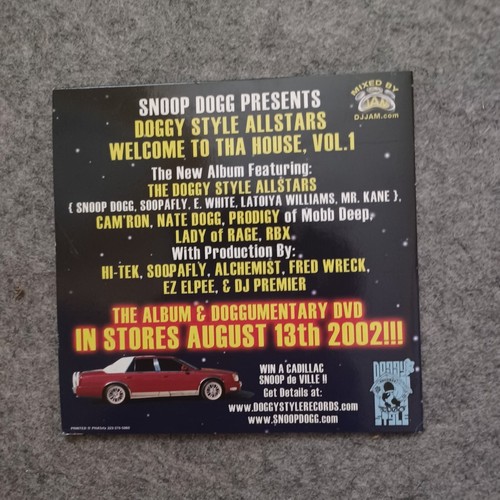 SNOOP DOGG PRESENTS
DOGGY STYLE ALLSTARS
WELCOME TO THA HOUSE, VOL.1
MIXED BY
JAM
DJJAM.com
The New Album Featuring:
THE DOGGY STYLE ALLSTARS
{ SNOOP DOGG, SOOPAFLY, E. WHITE, LATOIYA WILLIAMS, MR. KANE },
CAM'RON, NATE DOGG, PRODIGY of Mobb Deep,
LADY of RAGE, RBX
With Production By:
HI-TEK, SOOPAFLY, ALCHEMIST, FRED WRECK,
EZ ELPEE, & DJ PREMIER
THE ALBUM & DOGGUMENTARY DVD
IN STORES AUGUST 13th 2002!!!
WIN A CADILLAC
SNOOP de VILLE !!
Get Details at:
WWW.DOGGYSTYLERECORDS.com
WWW.SNOOPDOGG.com
DOGGY
STYLE